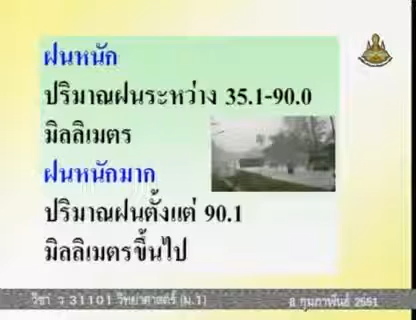 ฝนหนัก
ปริมาณฝนระหว่าง 35.1-90.0
มิลลิเมตร
ฝนหนักมาก
ปริมาณฝนตั้งแต่ 90.1
มิลลิเมตรขึ้นไป
วิชา ว 31101 วิทยาศาสตร์ (ม.1)
กุมภาพันธ์ 2551